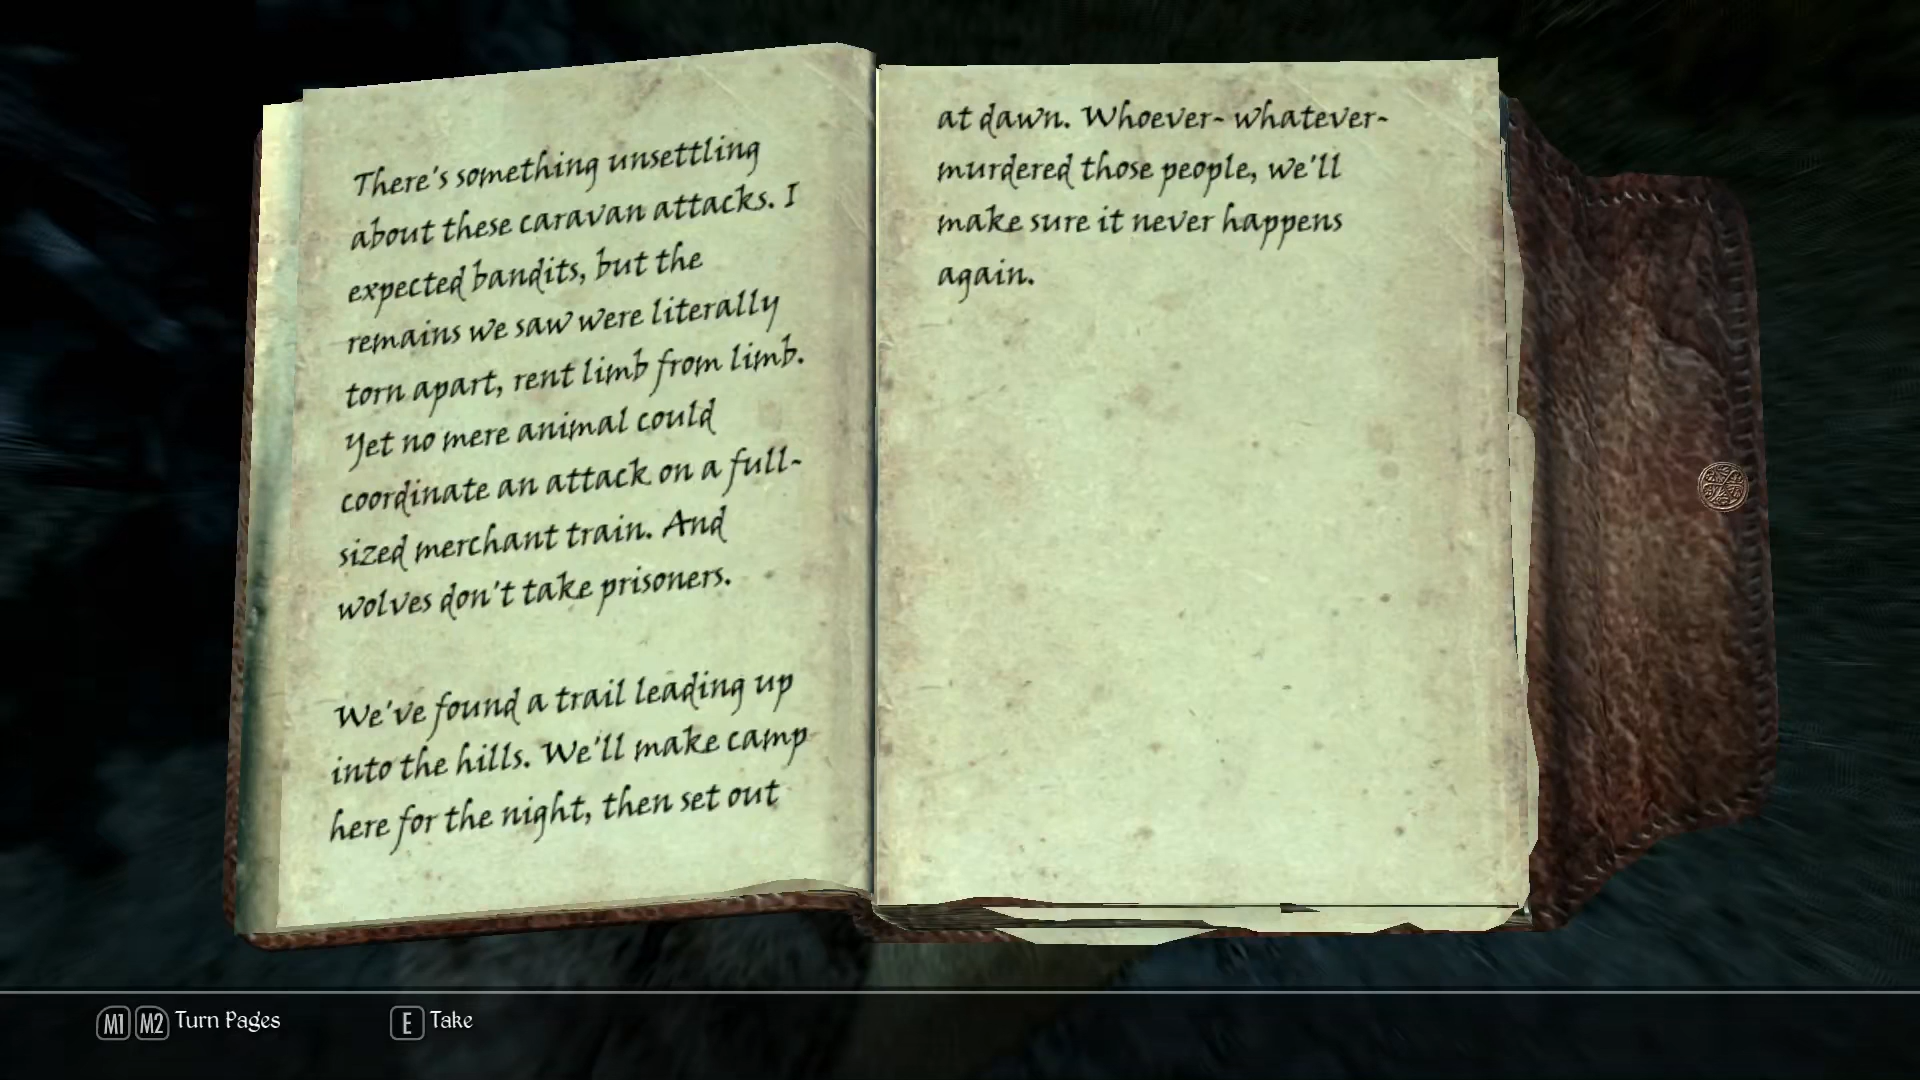 There's something unsettling
about these caravan attacks. I
expected bandits, but the
remains we saw were literally
torn apart, rent limb from limb.
Yet no mere animal could
coordinate an attack on a full-
sized merchant train. And
wolves don't take prisoners.
We've found a trail leading up
into the hills. We'll make camp
here for the night, then set out
at dawn. Whoever- whatever-
murdered those people, we'll
make sure it never happens
again.
M1 M2 Turn Pages
E Take